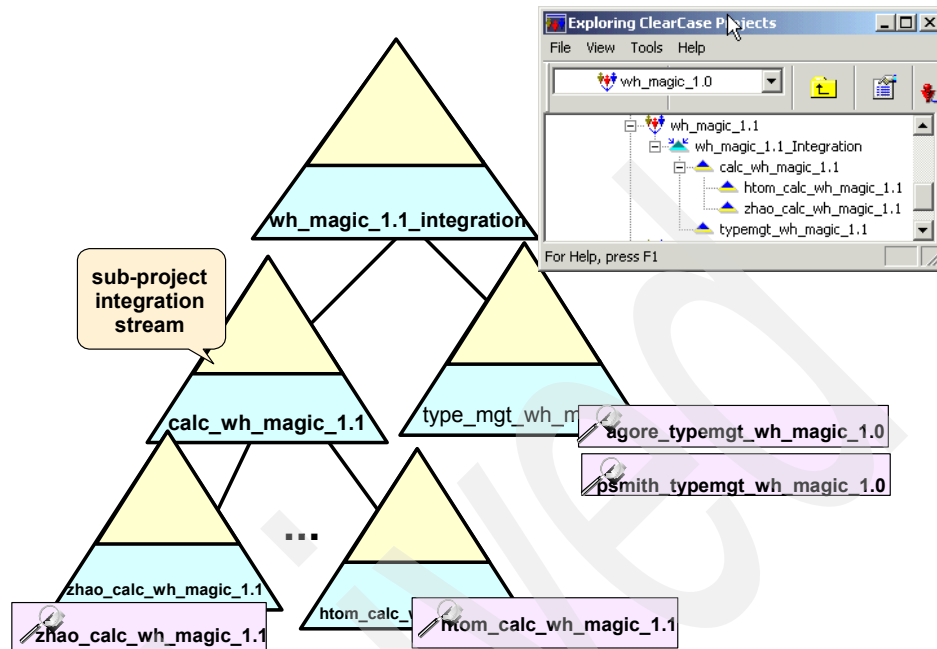 Exploring ClearCase Projects
File View Tools Help
wh_magic_1.0
wh_magic_1.1
wh_magic_1.1_Integration
calc_wh_magic_1.1
htom_calc_wh_magic_1.1
zhao_calc_wh_magic_1.1
typemgt_wh_magic_1.1
For Help, press F1
wh_magic_1.1_integration
sub-project
integration
stream
calc_wh_magic_1.1
type_mgt_wh_m
agore_typemgt_wh_magic_1.0
psmith_typemgt_wh_magic_1.0
...
zhao_calc_wh_magic_1.1
htom_calc_w
zhao_calc_wh_magic_1.1
htom_calc_wh_magic_1.1